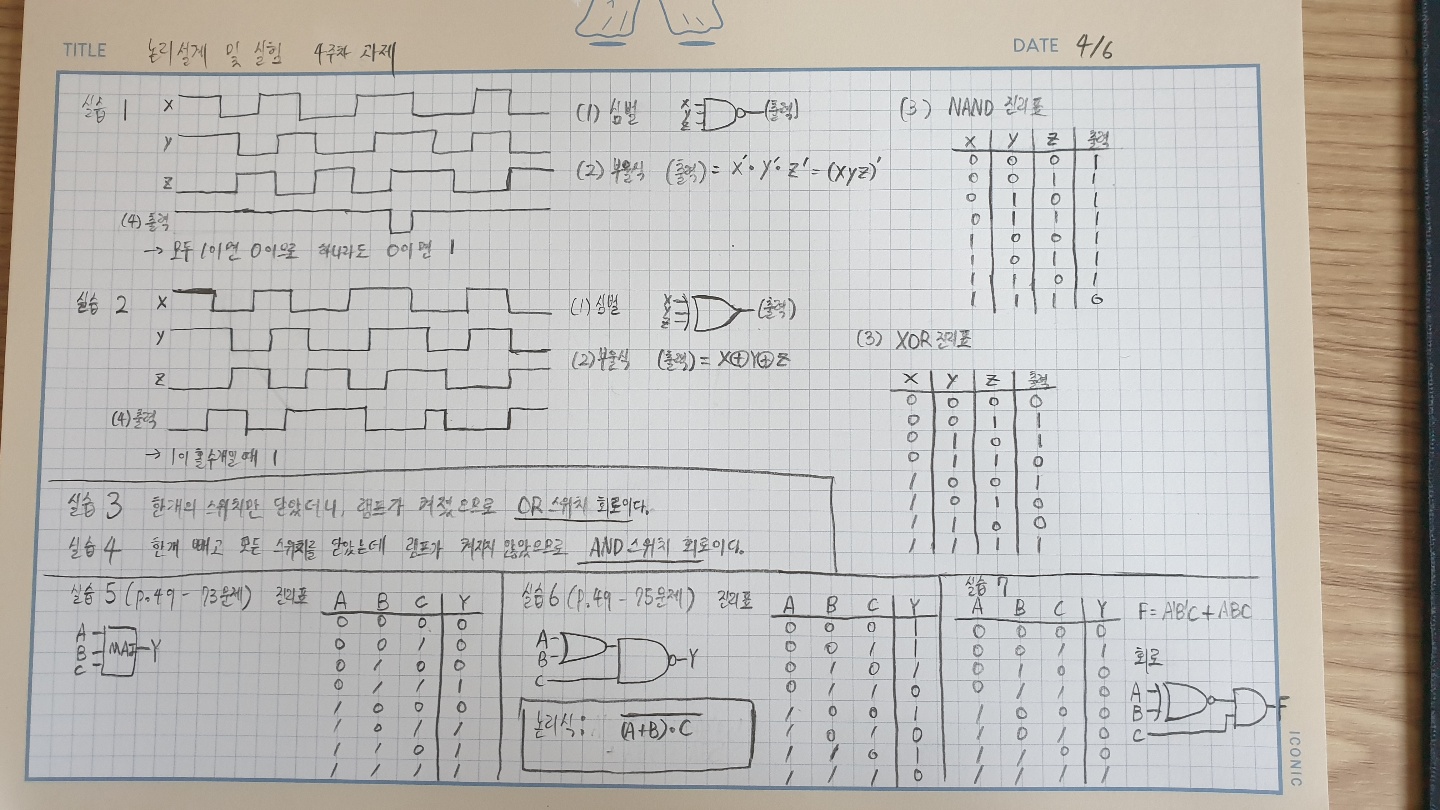 TITLE 논리설계 및 실험 4주차 과제
DATE 4/6
실습 1
X
Y
Z
(4) 출력
→ 모두 1이면 0이으로 하나라도 0이면 1
(1) 심벌 X Y Z (출력)
(2) 부울식 (출력) = X'·Y'·Z' = (XYZ)'
(3) NAND 진리표
X Y Z 출력
0 0 0 1
0 0 1 1
0 1 0 1
0 1 1 1
1 0 0 1
1 0 1 1
1 1 0 1
1 1 1 0
실습 2
X
Y
Z
(4) 출력
→ 1이 홀수개일때 1
(1) 심벌 X Y Z (출력)
(2) 부울식 (출력) = X⊕Y⊕Z
(3) XOR 진리표
X Y Z 출력
0 0 0 0
0 0 1 1
0 1 0 1
0 1 1 0
1 0 0 1
1 0 1 0
1 1 0 0
1 1 1 1
실습 3 한개의 스위치만 닫았더니, 램프가 켜졌으므로 OR 스위치 회로이다.
실습 4 한개 빼고 모든 스위치를 닫았는데 램프가 켜지지 않았으므로 AND 스위치 회로이다.
실습 5 (p.49 - 73문제) 진리표
A
B
C
MAJ
Y
A B C Y
0 0 0 0
0 0 1 0
0 1 0 0
0 1 1 1
1 0 0 0
1 0 1 1
1 1 0 1
1 1 1 1
실습6 (p.49 - 75문제) 진리표
A
B
C
Y
논리식: (A+B)·C
A B C Y
0 0 0 1
0 0 1 1
0 1 0 1
0 1 1 0
1 0 0 1
1 0 1 0
1 1 0 1
1 1 1 0
실습 7
A B C Y
0 0 0 0
0 0 1 1
0 1 0 0
0 1 1 0
1 0 0 0
1 0 1 0
1 1 0 0
1 1 1 1
F = A'B'C + ABC
회로
A
B
C
F
ICONIC